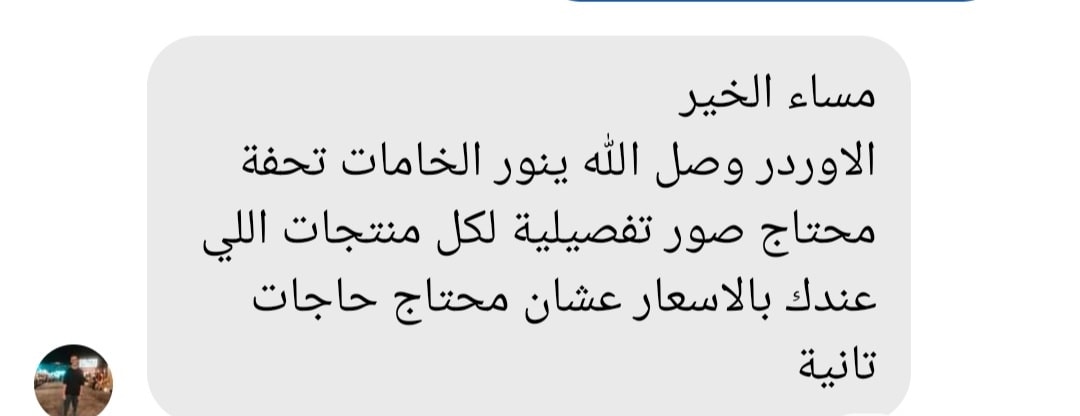 مساء الخير
الاوردر وصل الله ينور الخامات تحفة
محتاج صور تفصيلية لكل منتجات اللي
عندك بالاسعار عشان محتاج حاجات
تانية